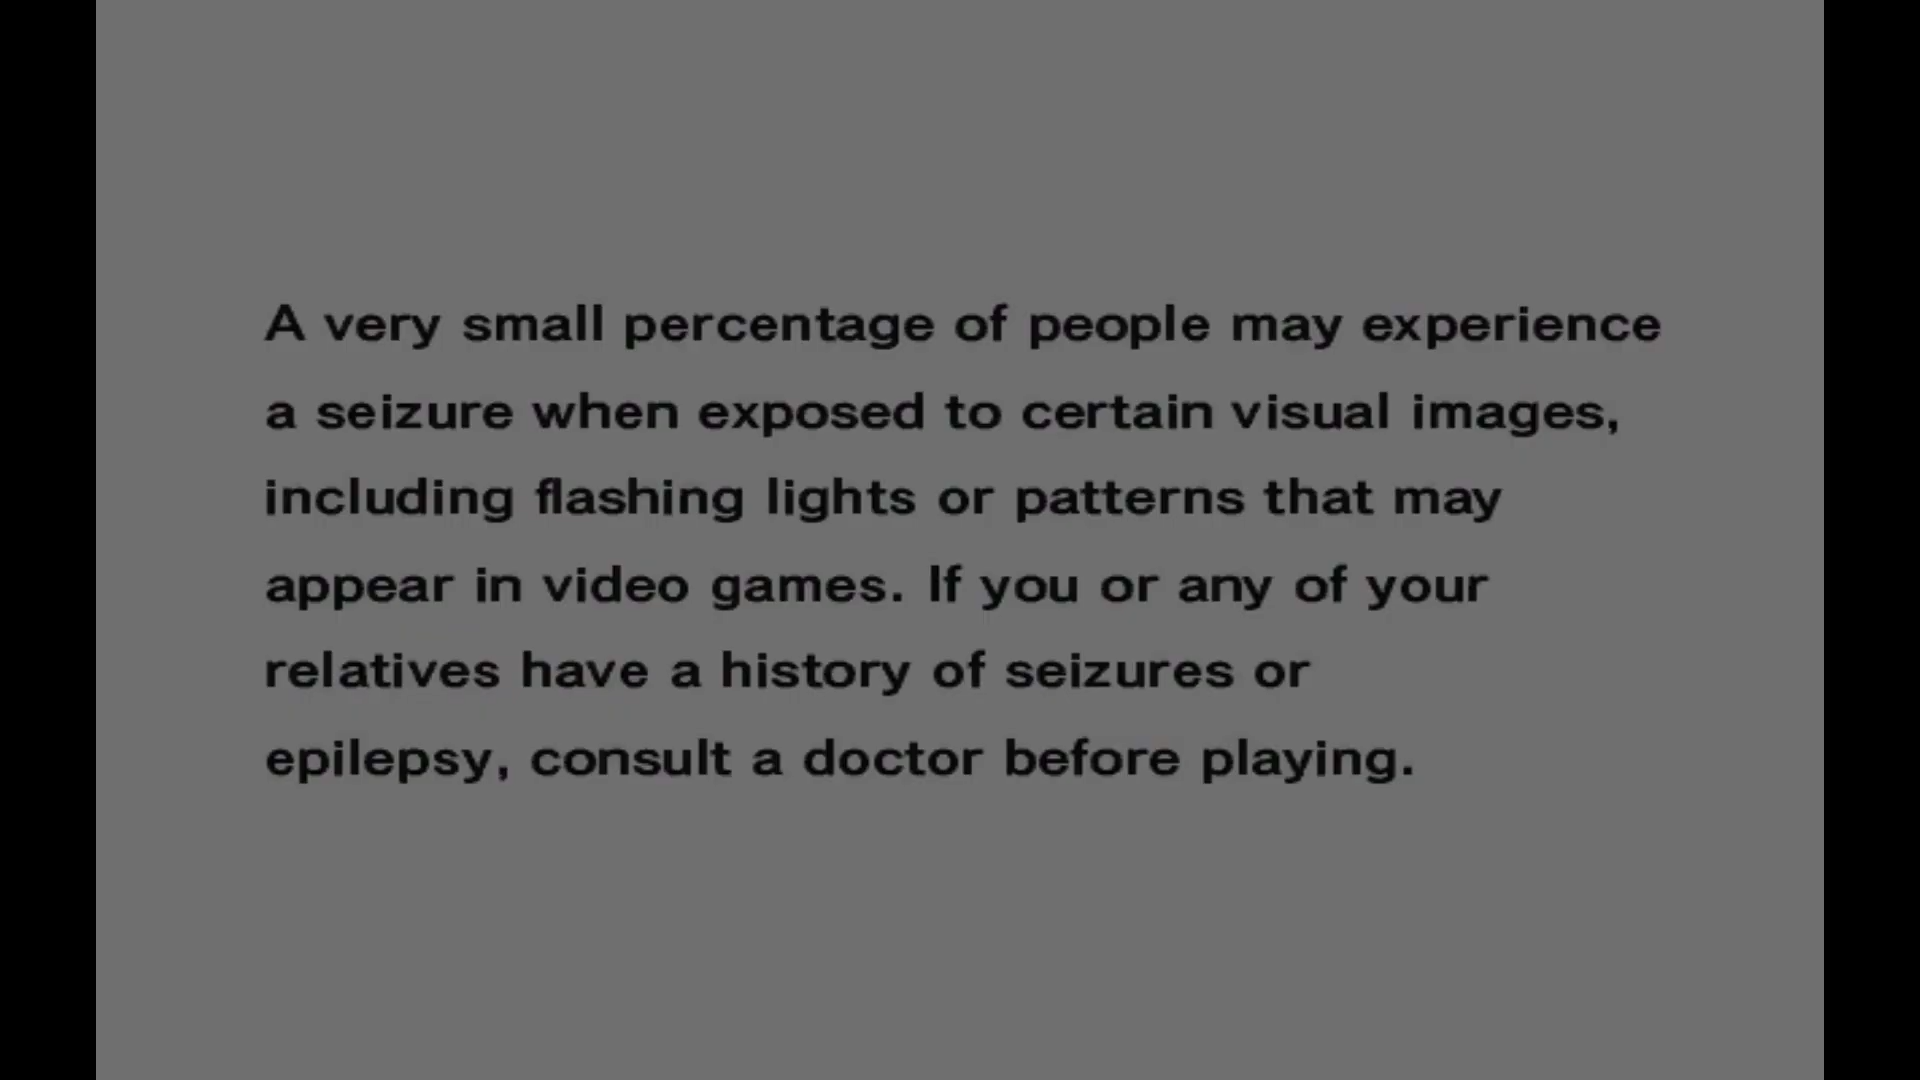 A very small percentage of people may experience
a seizure when exposed to certain visual images,
including flashing lights or patterns that may
appear in video games. If you or any of your
relatives have a history of seizures or
epilepsy, consult a doctor before playing.